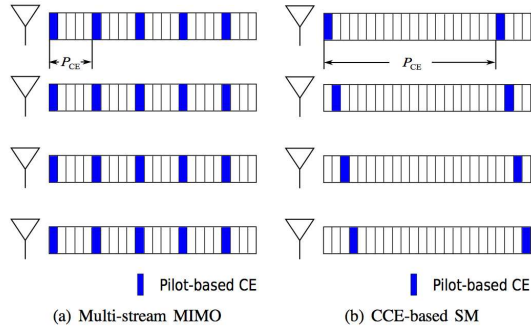 P_CE
P_CE
Pilot-based CE
Pilot-based CE
(a) Multi-stream MIMO
(b) CCE-based SM